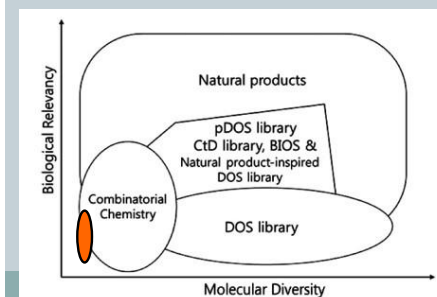 Biological Relevancy
Natural products
pDOS library
CtD library, BIOS &
Natural product-inspired
DOS library
Combinatorial
Chemistry
DOS library
Molecular Diversity